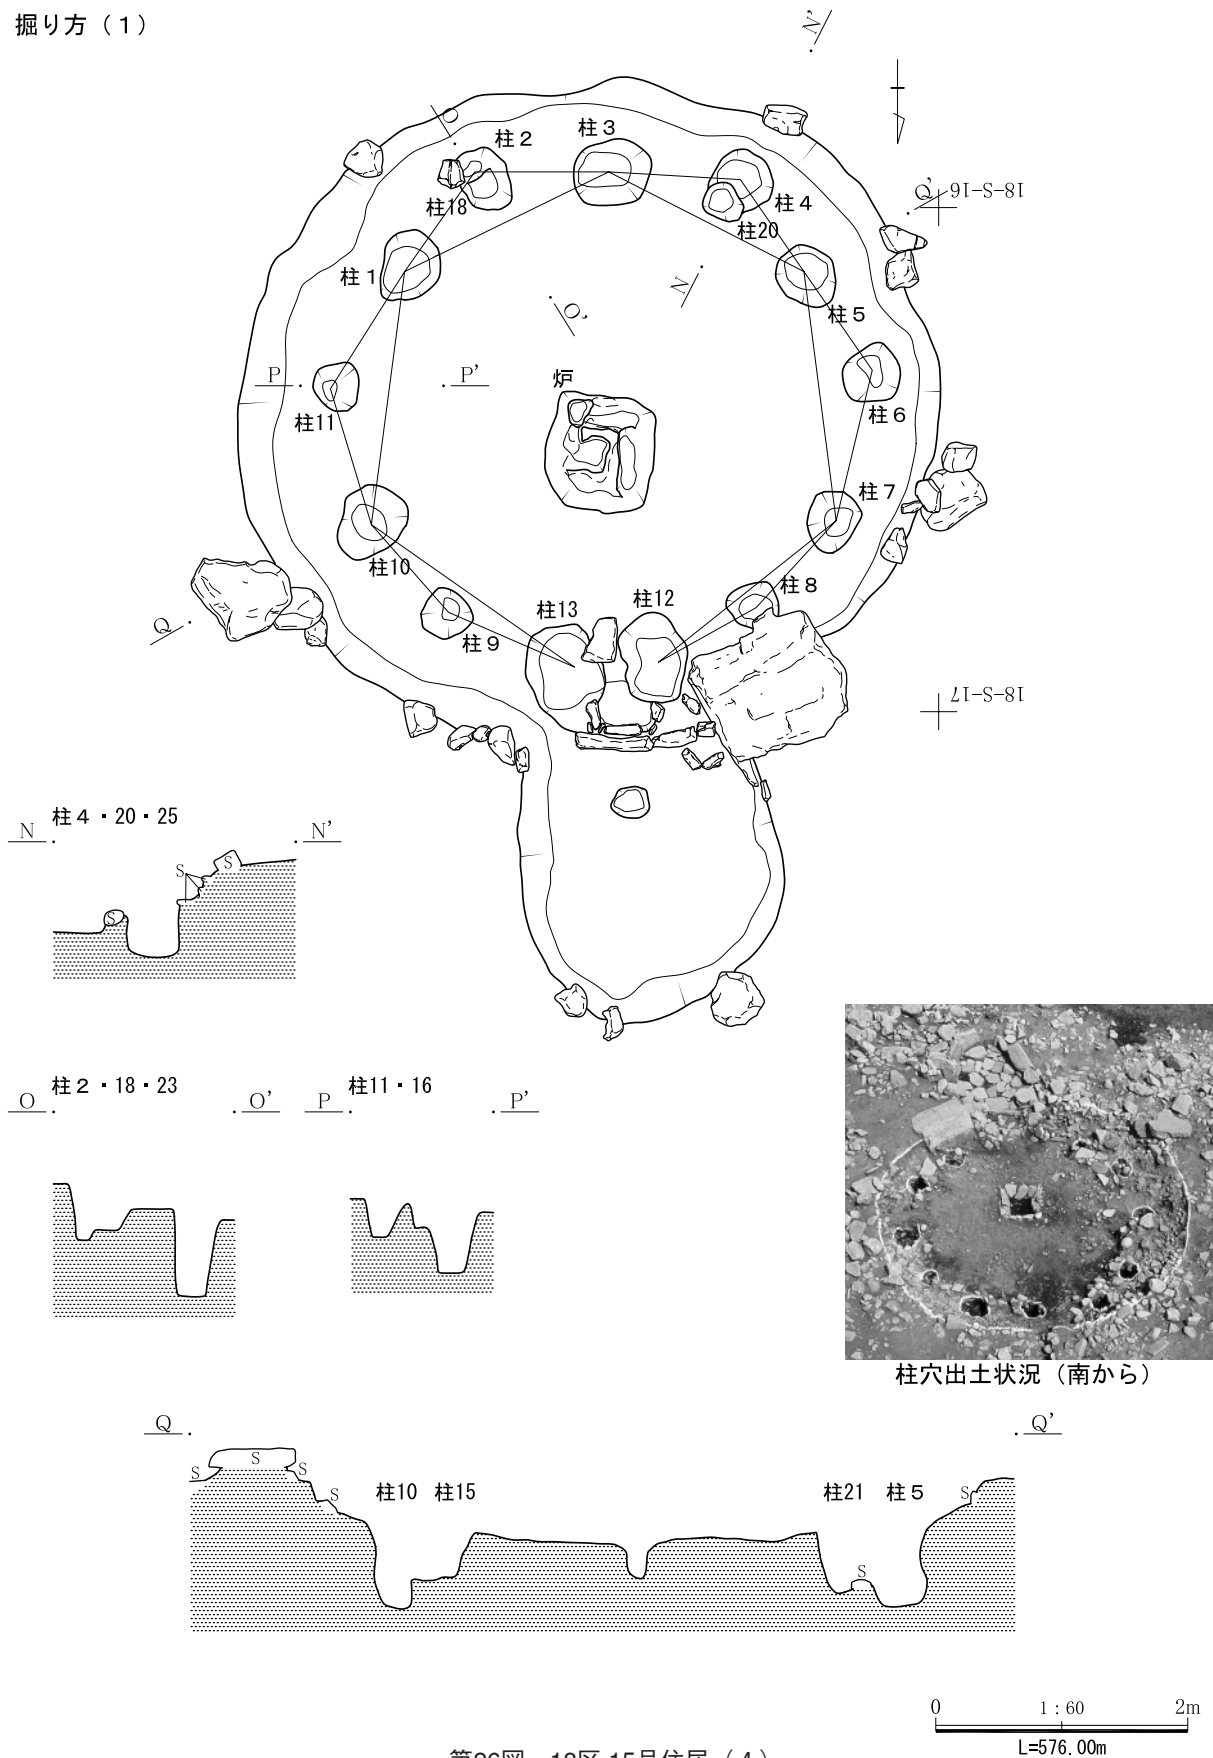 掘り方（１）
N'
O
柱２
柱３
柱４
柱18
柱20
Q'
18-S-16
柱１
N
O'
柱５
P
P'
炉
柱11
柱６
柱７
柱10
柱８
柱13
柱12
柱９
Q
18-S-17
柱４・20・25
N
N'
S
S
S
柱２・18・23
O
O'
柱11・16
P
P'
柱穴出土状況（南から）
Q
Q'
S
S
S
S
柱10
柱15
柱21
柱５
S
S
0
1：60
2m
L=576.00m